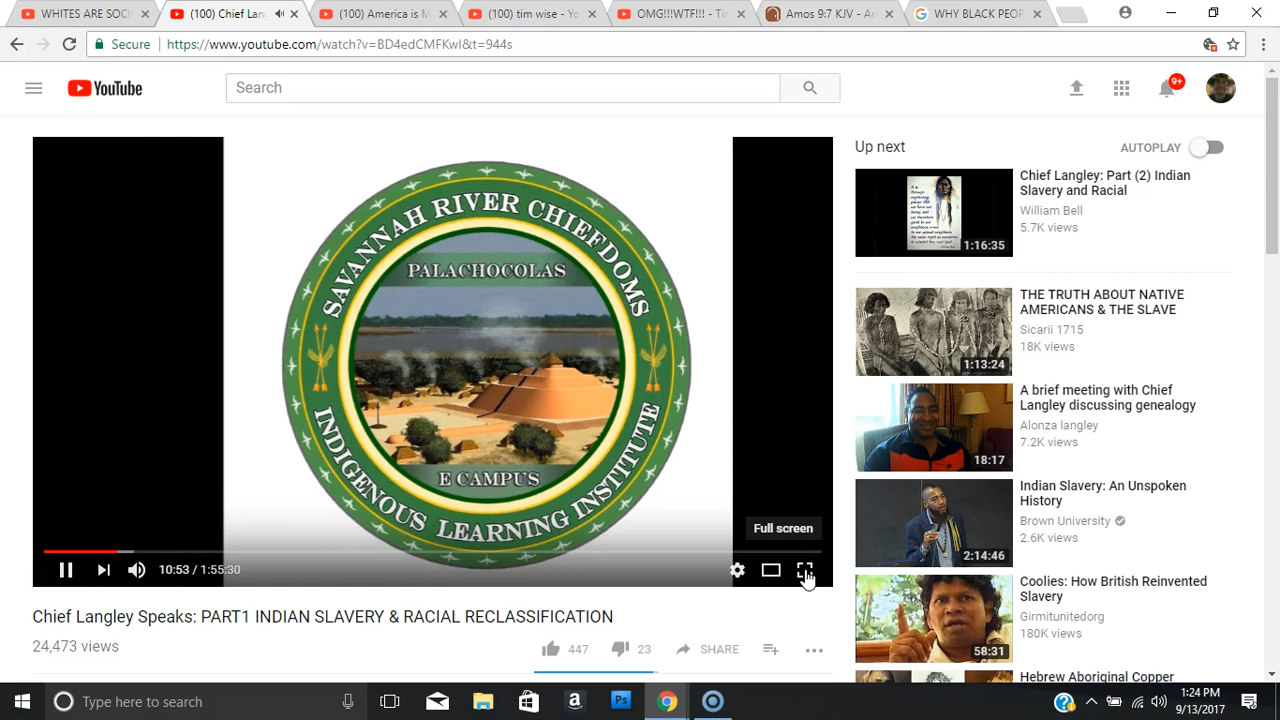 WHITES ARE SOCI
(100) Chief Lang
(100) America is M
(100) tim wise - Yo
OMG!!!WTF!!! - Tim
Amos 9:7 KJV - Am
WHY BLACK PEOP
Secure
https://www.youtube.com/watch?v=BD4edCMFKwI&t=944s
YouTube
Search
9+
SAVANNAH RIVER CHIEFDOMS
PALACHOCOLAS
E CAMPUS
INDIGENOUS LEARNING INSTITUTE
Full screen
10:53 / 1:55:30
Chief Langley Speaks: PART1 INDIAN SLAVERY & RACIAL RECLASSIFICATION
24,473 views
447
23
SHARE
Up next
AUTOPLAY
Chief Langley: Part (2) Indian
Slavery and Racial
William Bell
5.7K views
1:16:35
THE TRUTH ABOUT NATIVE
AMERICANS & THE SLAVE
Sicarii 1715
18K views
1:13:24
A brief meeting with Chief
Langley discussing genealogy
Alonza langley
7.2K views
18:17
Indian Slavery: An Unspoken
History
Brown University
2.6K views
2:14:46
Coolies: How British Reinvented
Slavery
Girmitunitedorg
180K views
58:31
Hebrew Aboriginal Copper
Type here to search
Ps
1:24 PM
9/13/2017